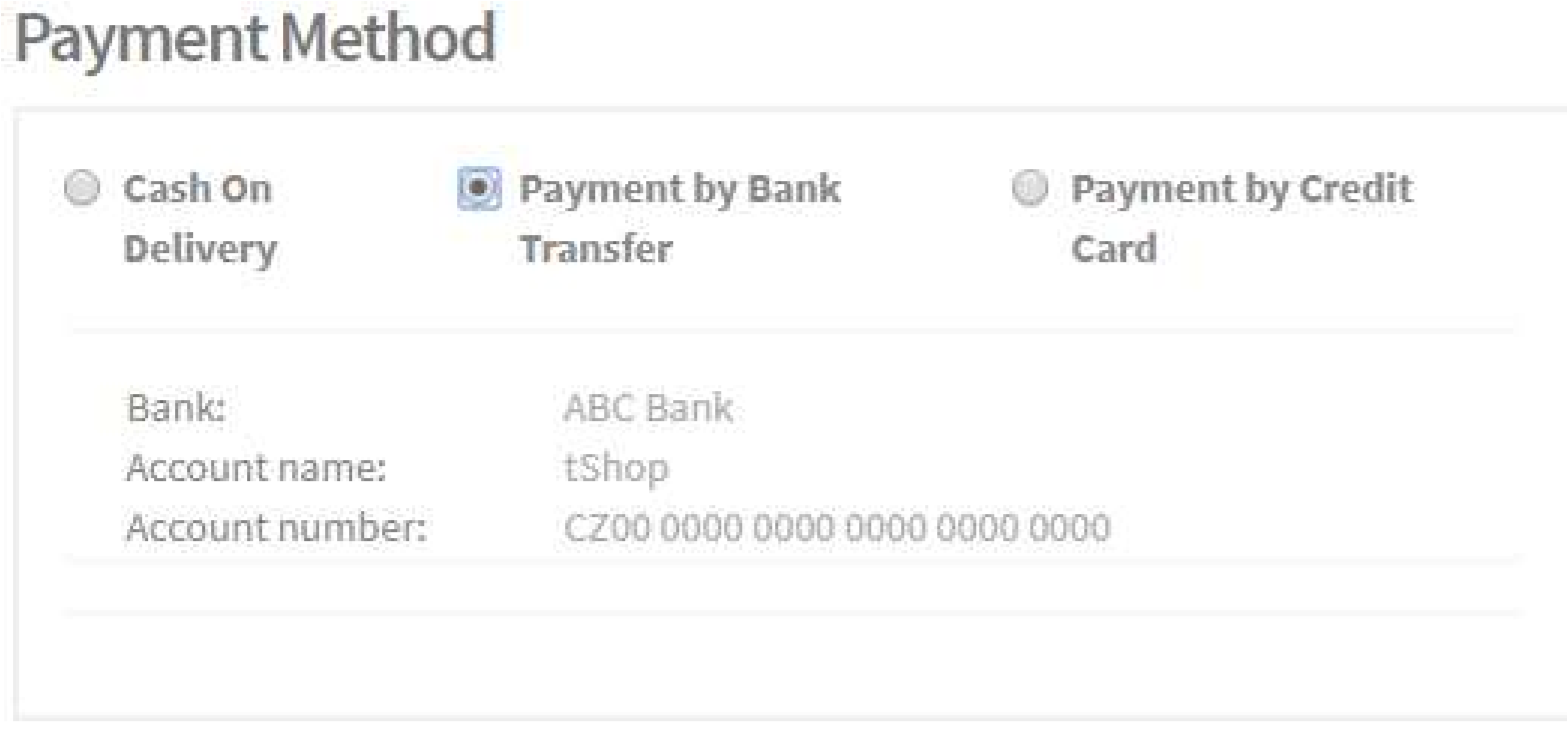 Payment Method
Cash On Delivery
Payment by Bank Transfer
Payment by Credit Card
Bank: ABC Bank
Account name: tShop
Account number: CZ00 0000 0000 0000 0000 0000